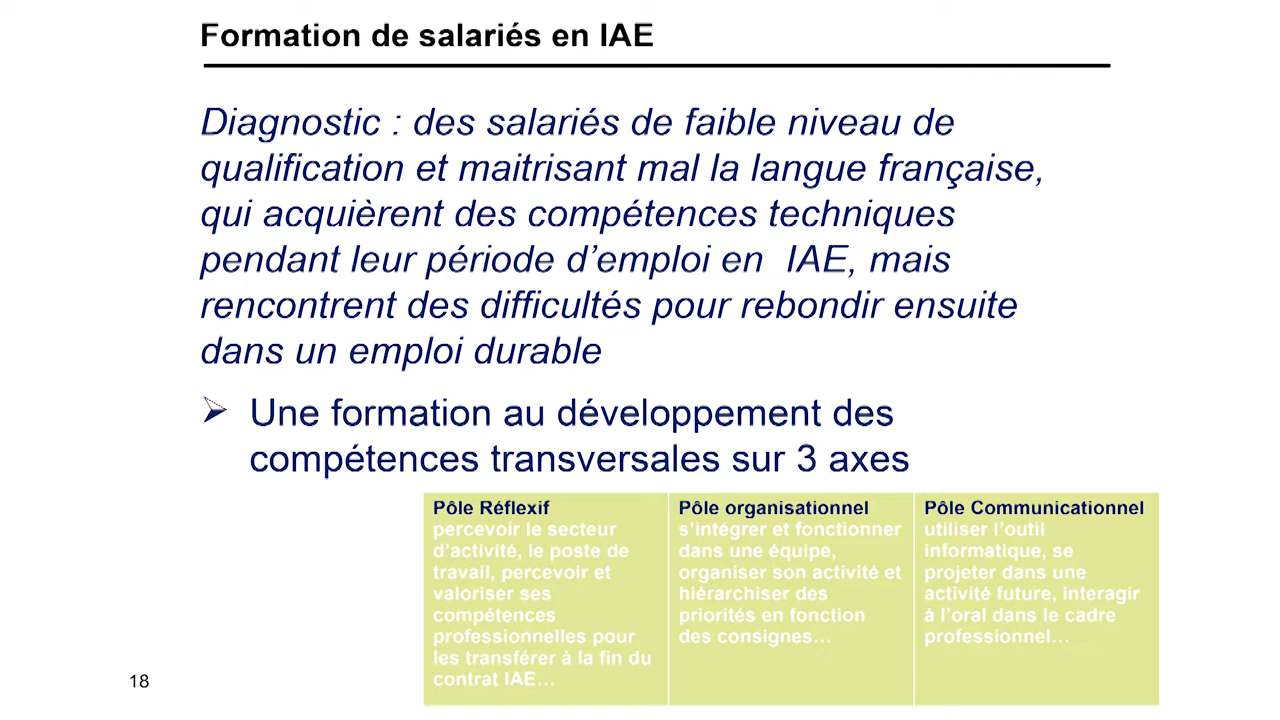 Formation de salariés en IAE
Diagnostic : des salariés de faible niveau de
qualification et maitrisant mal la langue française,
qui acquièrent des compétences techniques
pendant leur période d’emploi en  IAE, mais
rencontrent des difficultés pour rebondir ensuite
dans un emploi durable
➢ Une formation au développement des
compétences transversales sur 3 axes
Pôle Réflexif
percevoir le secteur
d’activité, le poste de
travail, percevoir et
valoriser ses
compétences
professionnelles pour
les transférer à la fin du
contrat IAE…
Pôle organisationnel
s’intégrer et fonctionner
dans une équipe,
organiser son activité et
hiérarchiser des
priorités en fonction
des consignes…
Pôle Communicationnel
utiliser l’outil
informatique, se
projeter dans une
activité future, interagir
à l’oral dans le cadre
professionnel…
18